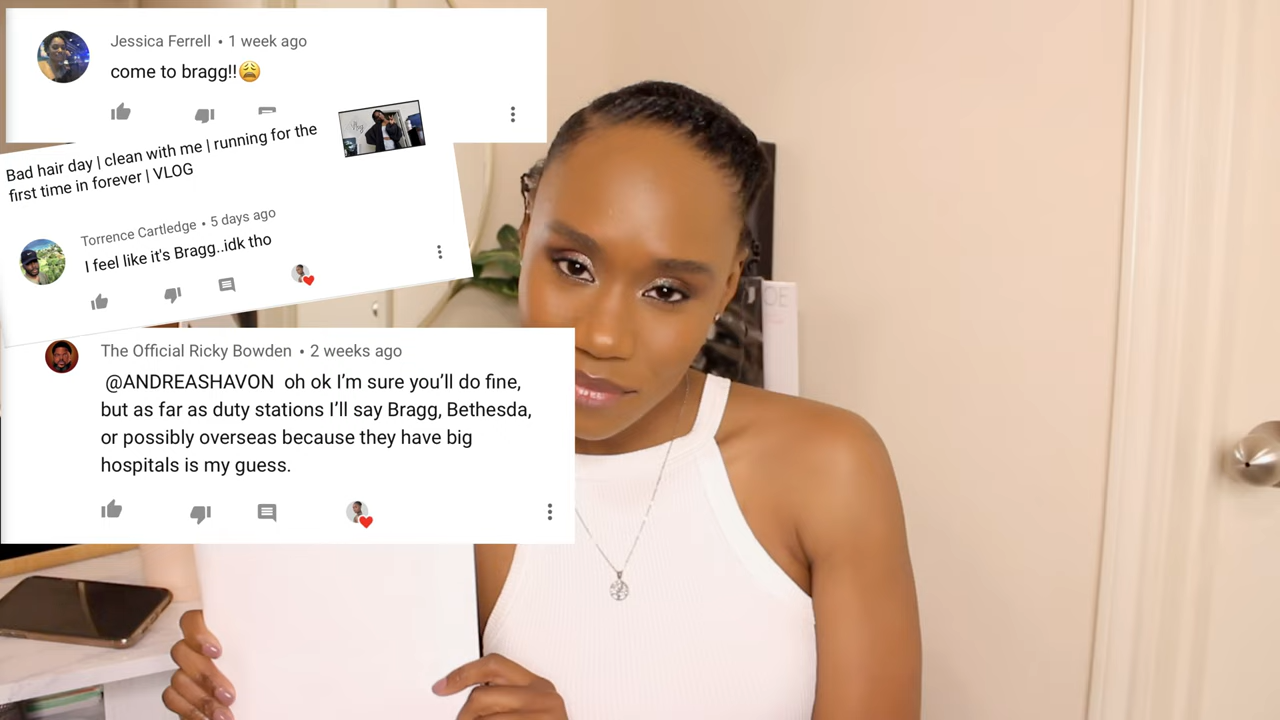 Jessica Ferrell • 1 week ago
come to bragg!!😩
Bad hair day | clean with me | running for the
first time in forever | VLOG
Torrence Cartledge • 5 days ago
I feel like it's Bragg..idk tho
The Official Ricky Bowden • 2 weeks ago
@ANDREASHAVON oh ok I’m sure you’ll do fine,
but as far as duty stations I’ll say Bragg, Bethesda,
or possibly overseas because they have big
hospitals is my guess.